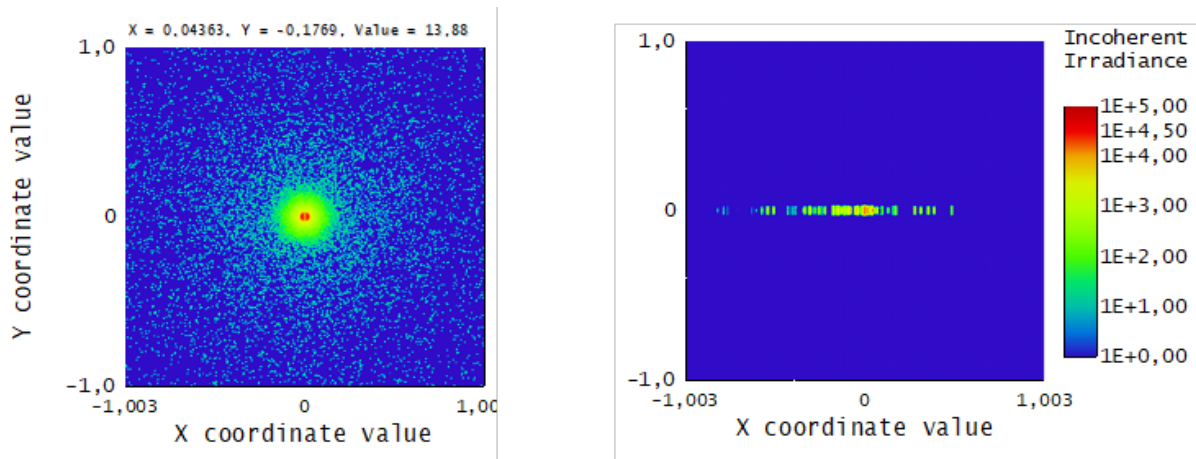 X = 0,04363, Y = -0,1769, Value = 13,88
1,0
0
-1,0
Y coordinate value
-1,003 0 1,00
X coordinate value
1,0
0
-1,0
-1,003 0 1,003
X coordinate value
Incoherent
Irradiance
1E+5,00
1E+4,50
1E+4,00
1E+3,00
1E+2,00
1E+1,00
1E+0,00